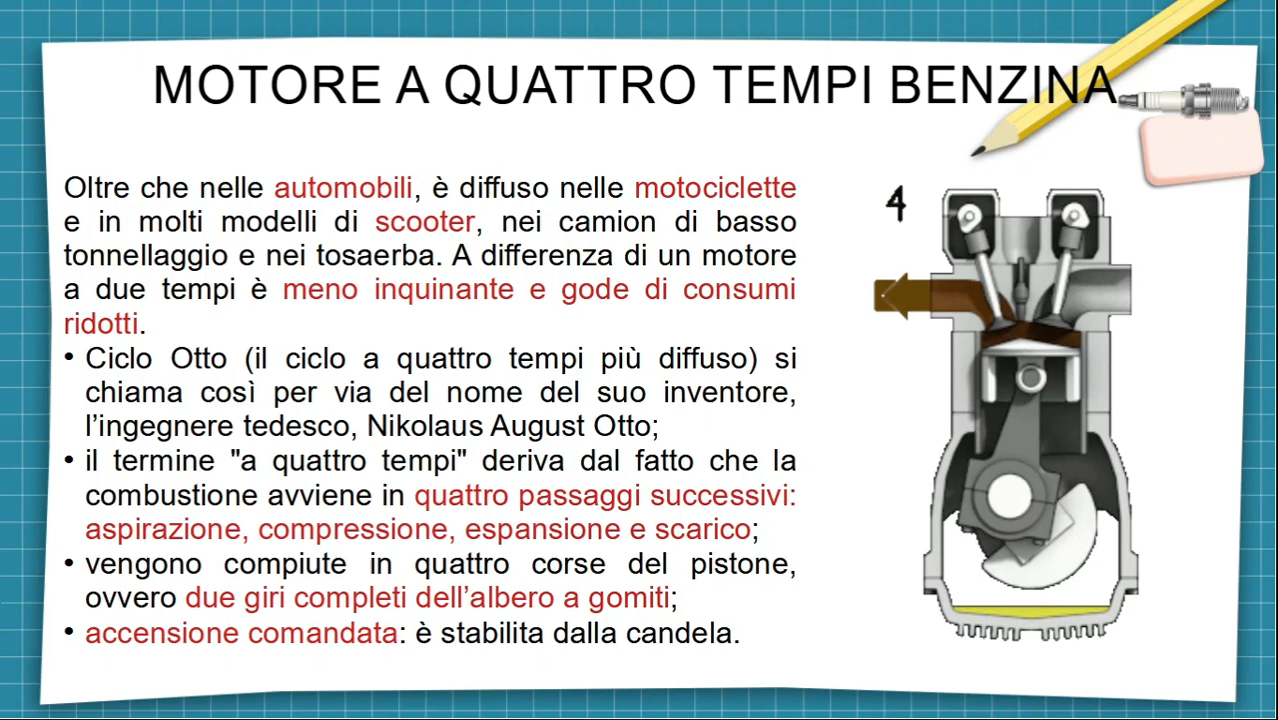 MOTORE A QUATTRO TEMPI BENZINA
Oltre che nelle automobili, è diffuso nelle motociclette
e in molti modelli di scooter, nei camion di basso
tonnellaggio e nei tosaerba. A differenza di un motore
a due tempi è meno inquinante e gode di consumi
ridotti.
• Ciclo Otto (il ciclo a quattro tempi più diffuso) si
chiama così per via del nome del suo inventore,
l’ingegnere tedesco, Nikolaus August Otto;
• il termine "a quattro tempi" deriva dal fatto che la
combustione avviene in quattro passaggi successivi:
aspirazione, compressione, espansione e scarico;
• vengono compiute in quattro corse del pistone,
ovvero due giri completi dell’albero a gomiti;
• accensione comandata: è stabilita dalla candela.
4